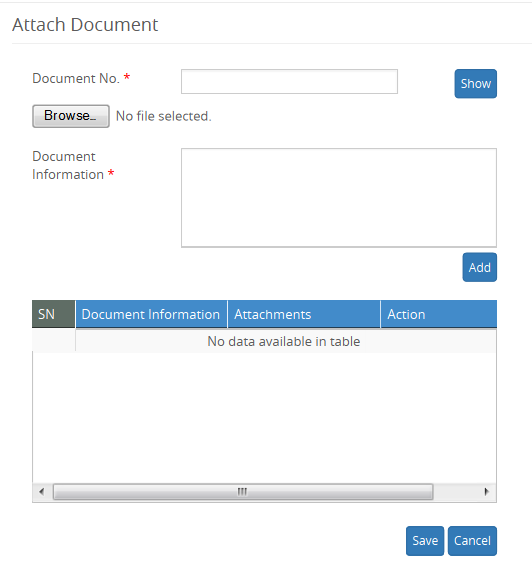 Attach Document
Document No. * Show
Browse… No file selected.
Document
Information *
Add
SN Document Information Attachments Action
No data available in table
Save Cancel